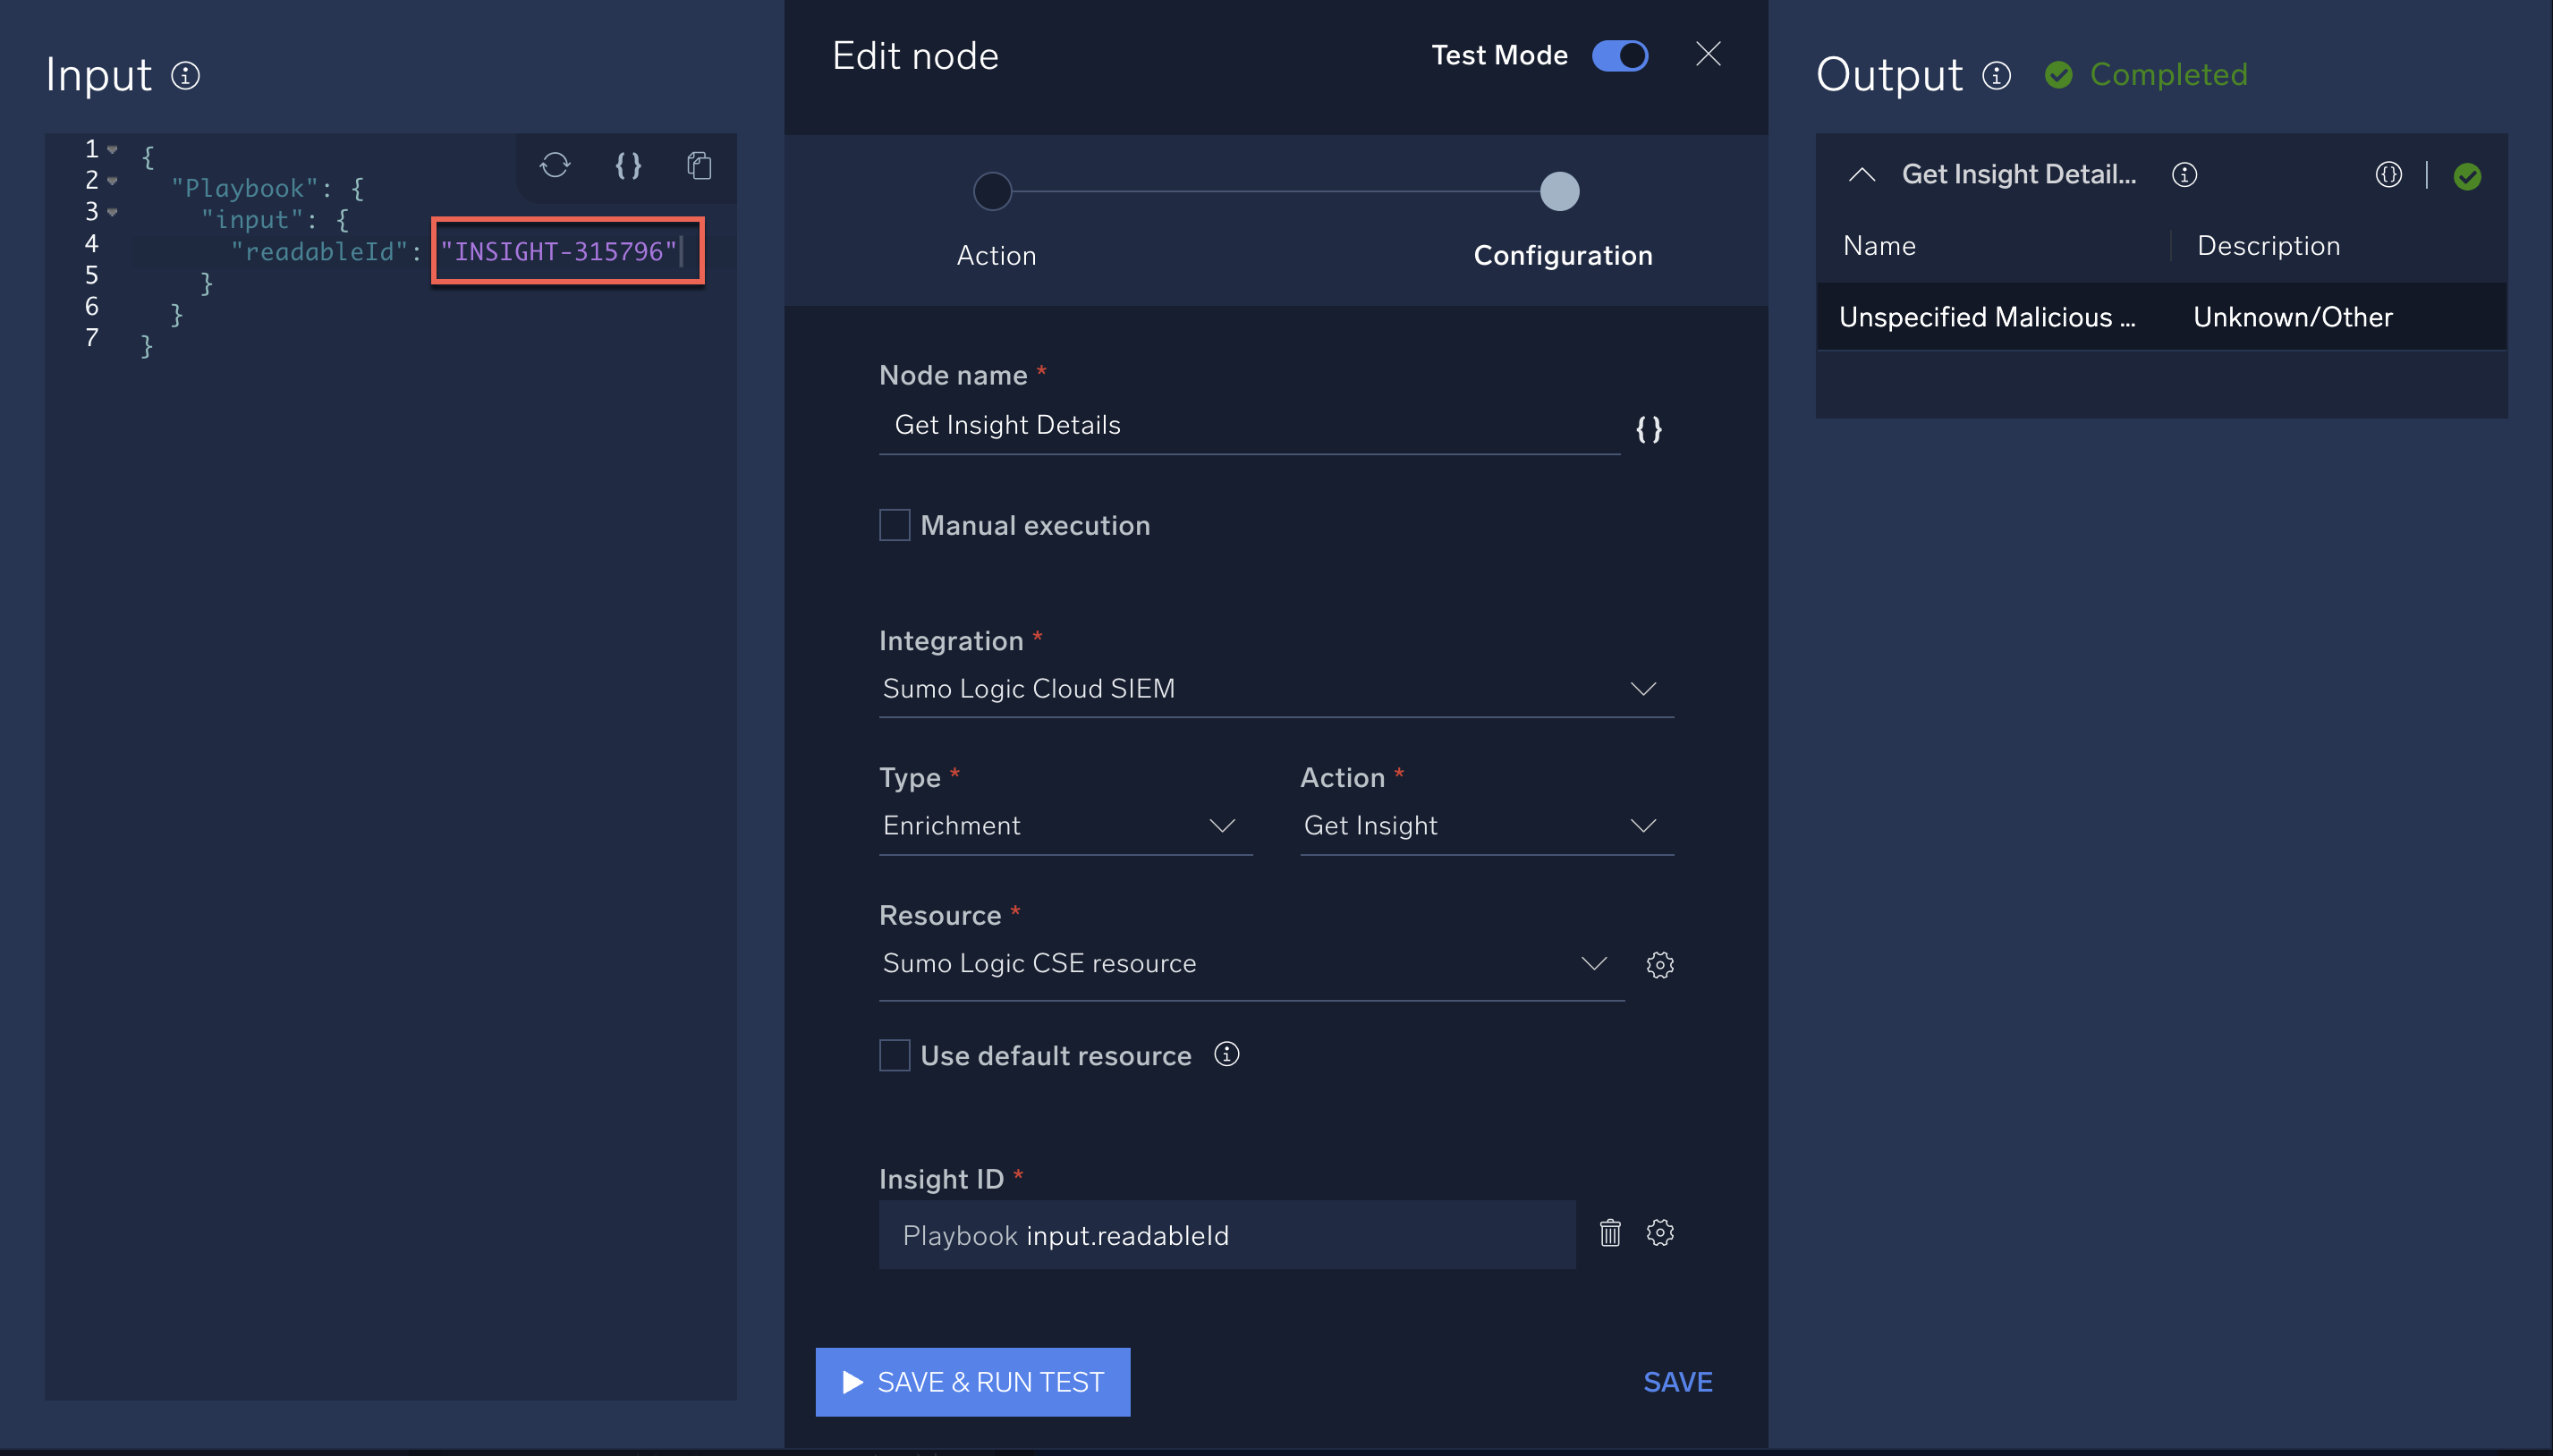 Input
1 {
2 "Playbook": {
3 "input": {
4 "readableId": "INSIGHT-315796"
5 }
6 }
7 }
Edit node
Test Mode
Action
Configuration
Node name *
Get Insight Details
{}
Manual execution
Integration *
Sumo Logic Cloud SIEM
Type * Action *
Enrichment Get Insight
Resource *
Sumo Logic CSE resource
Use default resource
Insight ID *
Playbook input.readableId
SAVE & RUN TEST
SAVE
Output
Completed
Get Insight Detail...
Name Description
Unspecified Malicious ... Unknown/Other